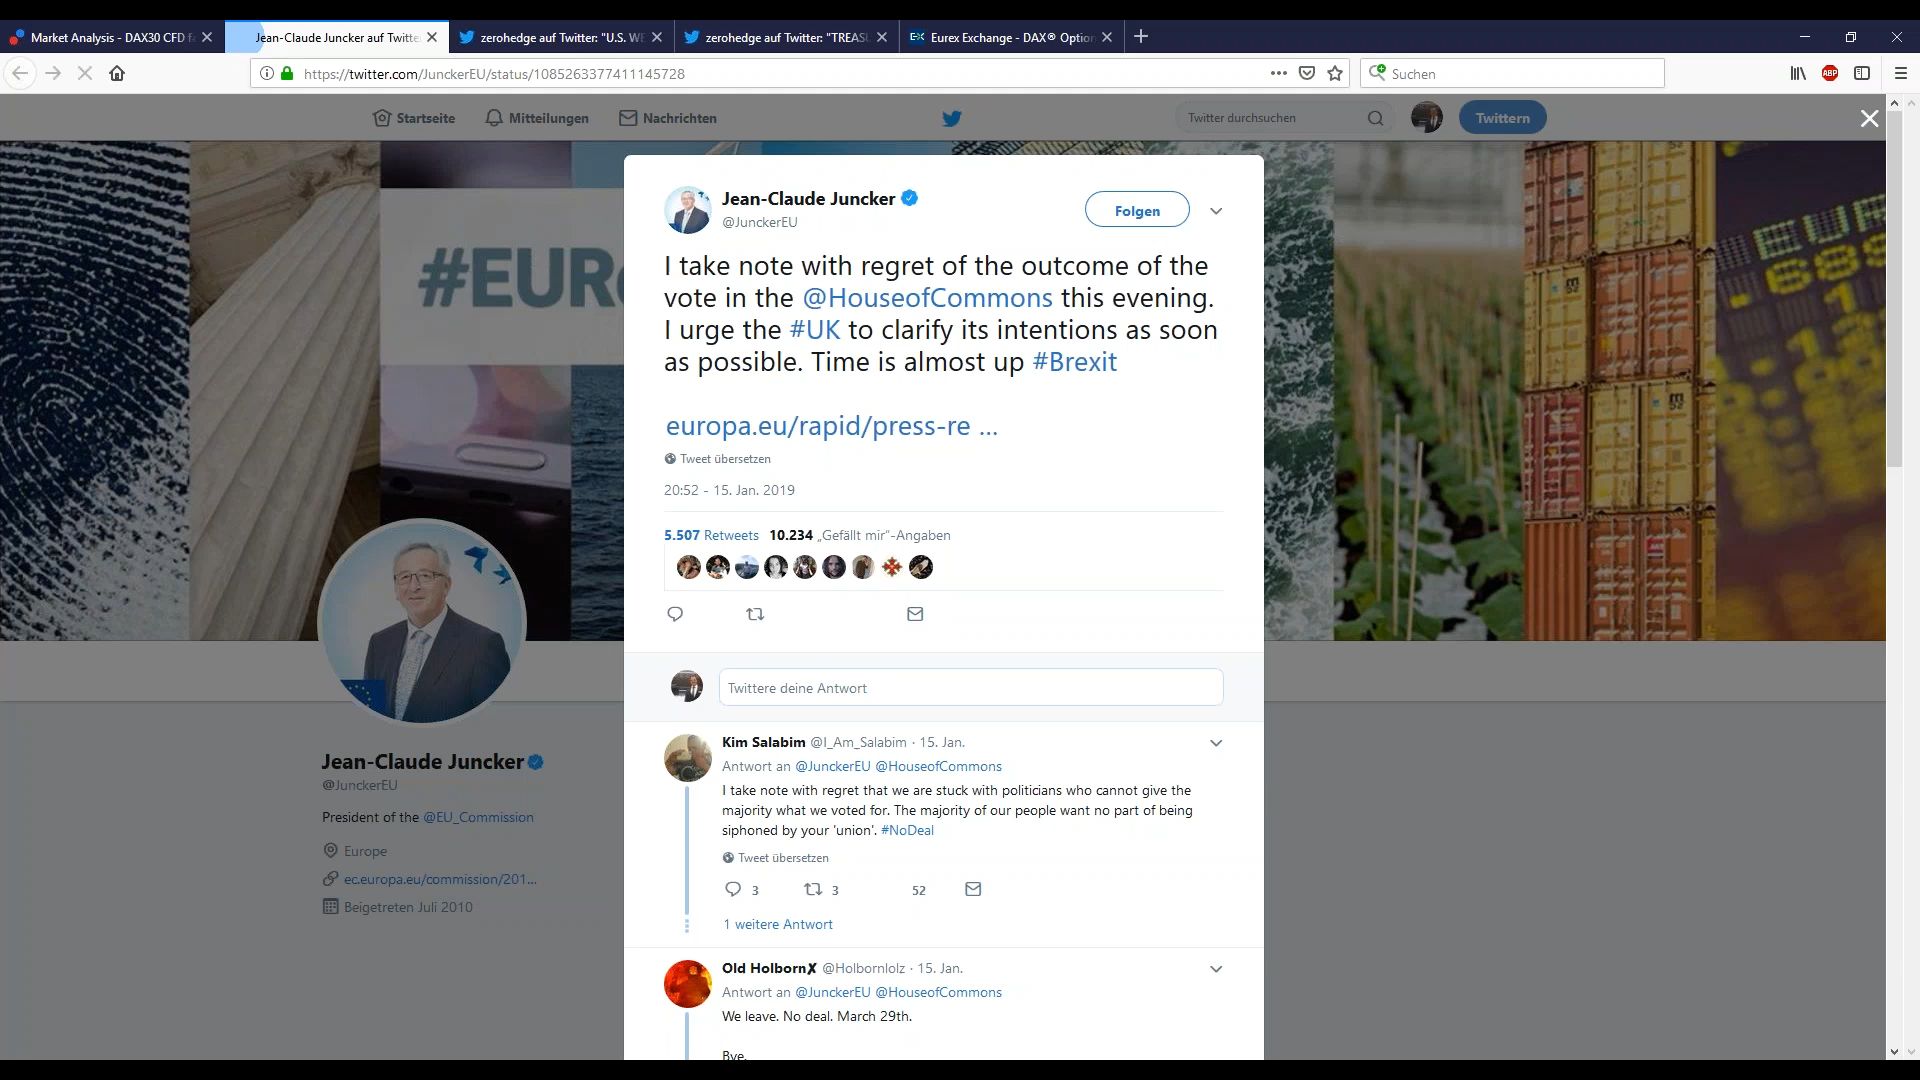 Market Analysis - DAX30 CFD f
Jean-Claude Juncker auf Twitte
zerohedge auf Twitter: "U.S. WE
zerohedge auf Twitter: "TREAS
Eurex Exchange - DAX® Option
https://twitter.com/JunckerEU/status/1085263377411145728
Suchen
ABP
Startseite
Mitteilungen
Nachrichten
Twitter durchsuchen
Twittern
#EUR
Jean-Claude Juncker
@JunckerEU
Folgen
I take note with regret of the outcome of the
vote in the @HouseofCommons this evening.
I urge the #UK to clarify its intentions as soon
as possible. Time is almost up #Brexit
europa.eu/rapid/press-re ...
Tweet übersetzen
20:52 - 15. Jan. 2019
5.507 Retweets 10.234 „Gefällt mir"-Angaben
Twittere deine Antwort
Kim Salabim @I_Am_Salabim · 15. Jan.
Antwort an @JunckerEU @HouseofCommons
I take note with regret that we are stuck with politicians who cannot give the
majority what we voted for. The majority of our people want no part of being
siphoned by your 'union'. #NoDeal
Tweet übersetzen
3 3 52
1 weitere Antwort
Old Holborn✘ @Holbornlolz · 15. Jan.
Antwort an @JunckerEU @HouseofCommons
We leave. No deal. March 29th.
Bye.
Jean-Claude Juncker
@JunckerEU
President of the @EU_Commission
Europe
ec.europa.eu/commission/201...
Beigetreten Juli 2010